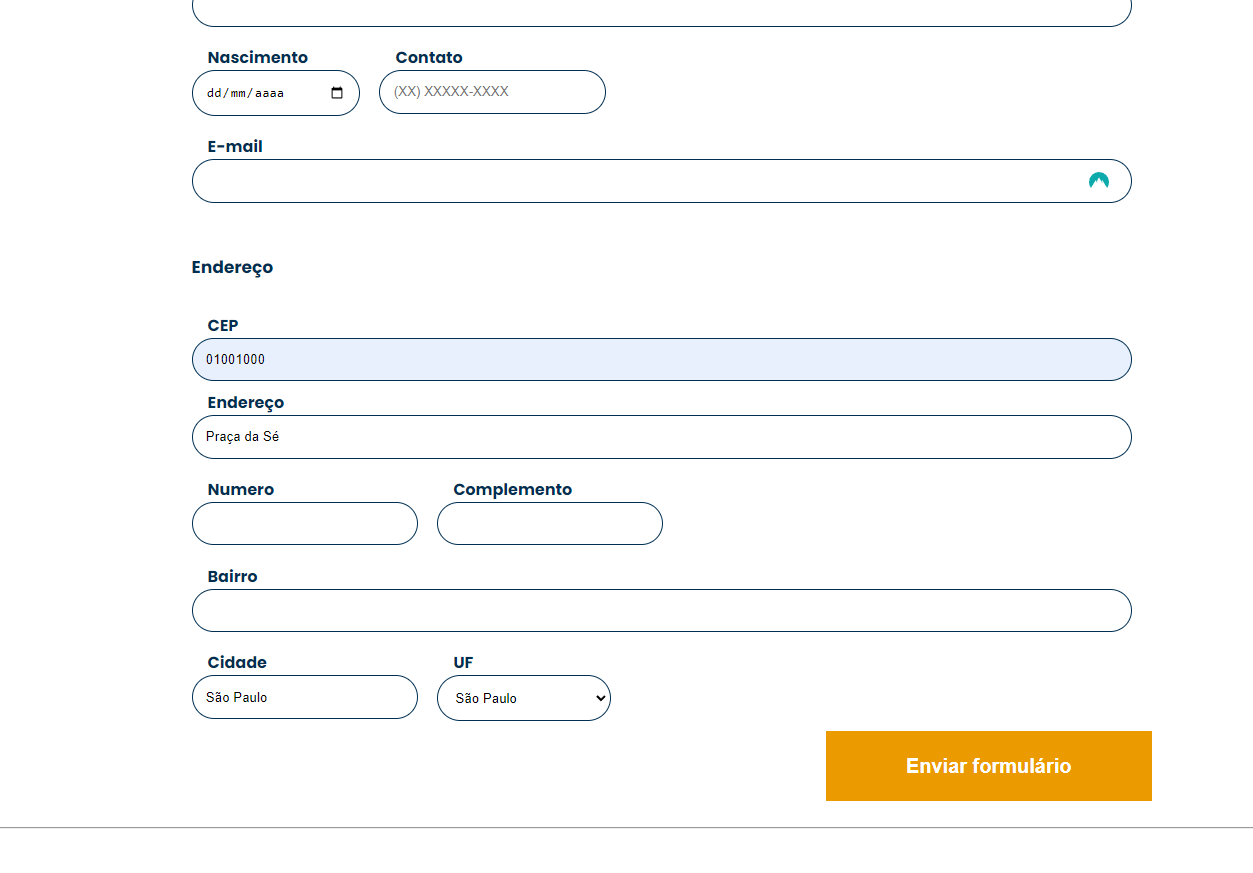 Nascimento Contato
dd/mm/aaaa (XX) XXXXX-XXXX
E-mail
Endereço
CEP
01001000
Endereço
Praça da Sé
Numero Complemento
Bairro
Cidade UF
São Paulo São Paulo
Enviar formulário